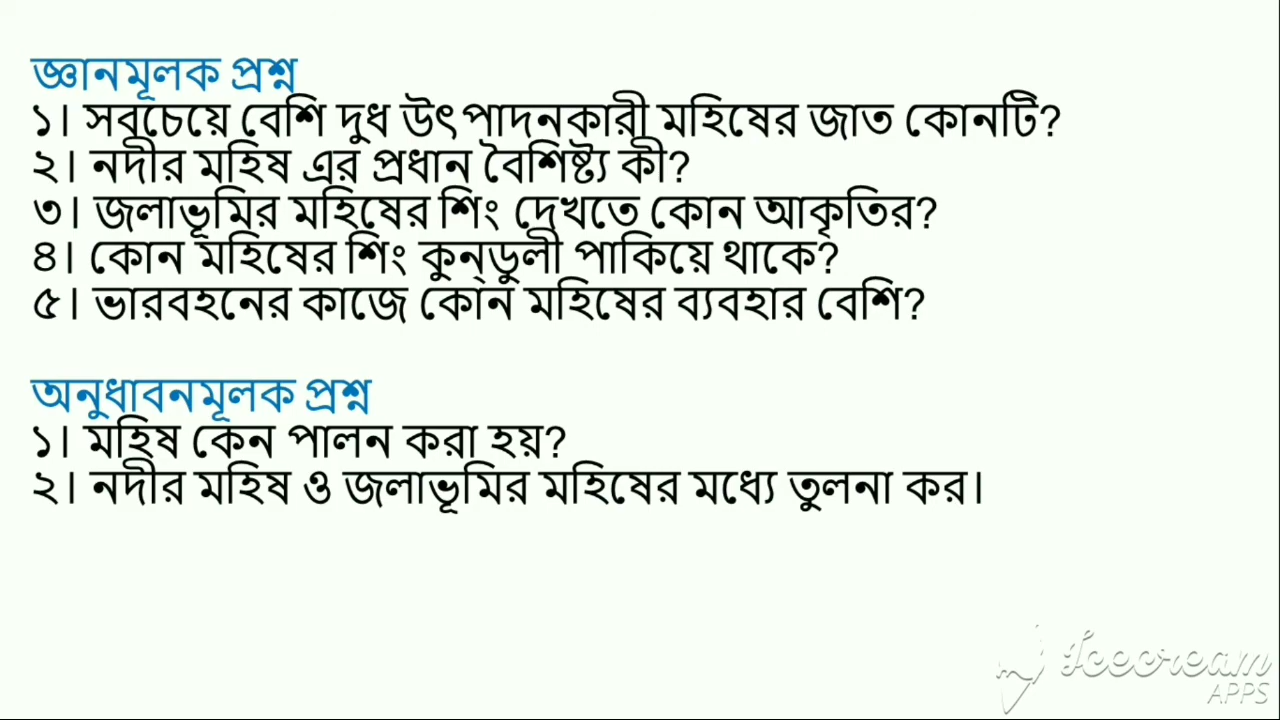 জ্ঞানমূলক প্রশ্ন
১। সবচেয়ে বেশি দুধ উৎপাদনকারী মহিষের জাত কোনটি?
২। নদীর মহিষ এর প্রধান বৈশিষ্ট্য কী?
৩। জলাভূমির মহিষের শিং দেখতে কোন আকৃতির?
৪। কোন মহিষের শিং কুন্ডুলী পাকিয়ে থাকে?
৫। ভারবহনের কাজে কোন মহিষের ব্যবহার বেশি?
অনুধাবনমূলক প্রশ্ন
১। মহিষ কেন পালন করা হয়?
২। নদীর মহিষ ও জলাভূমির মহিষের মধ্যে তুলনা কর।
Icecream
APPS